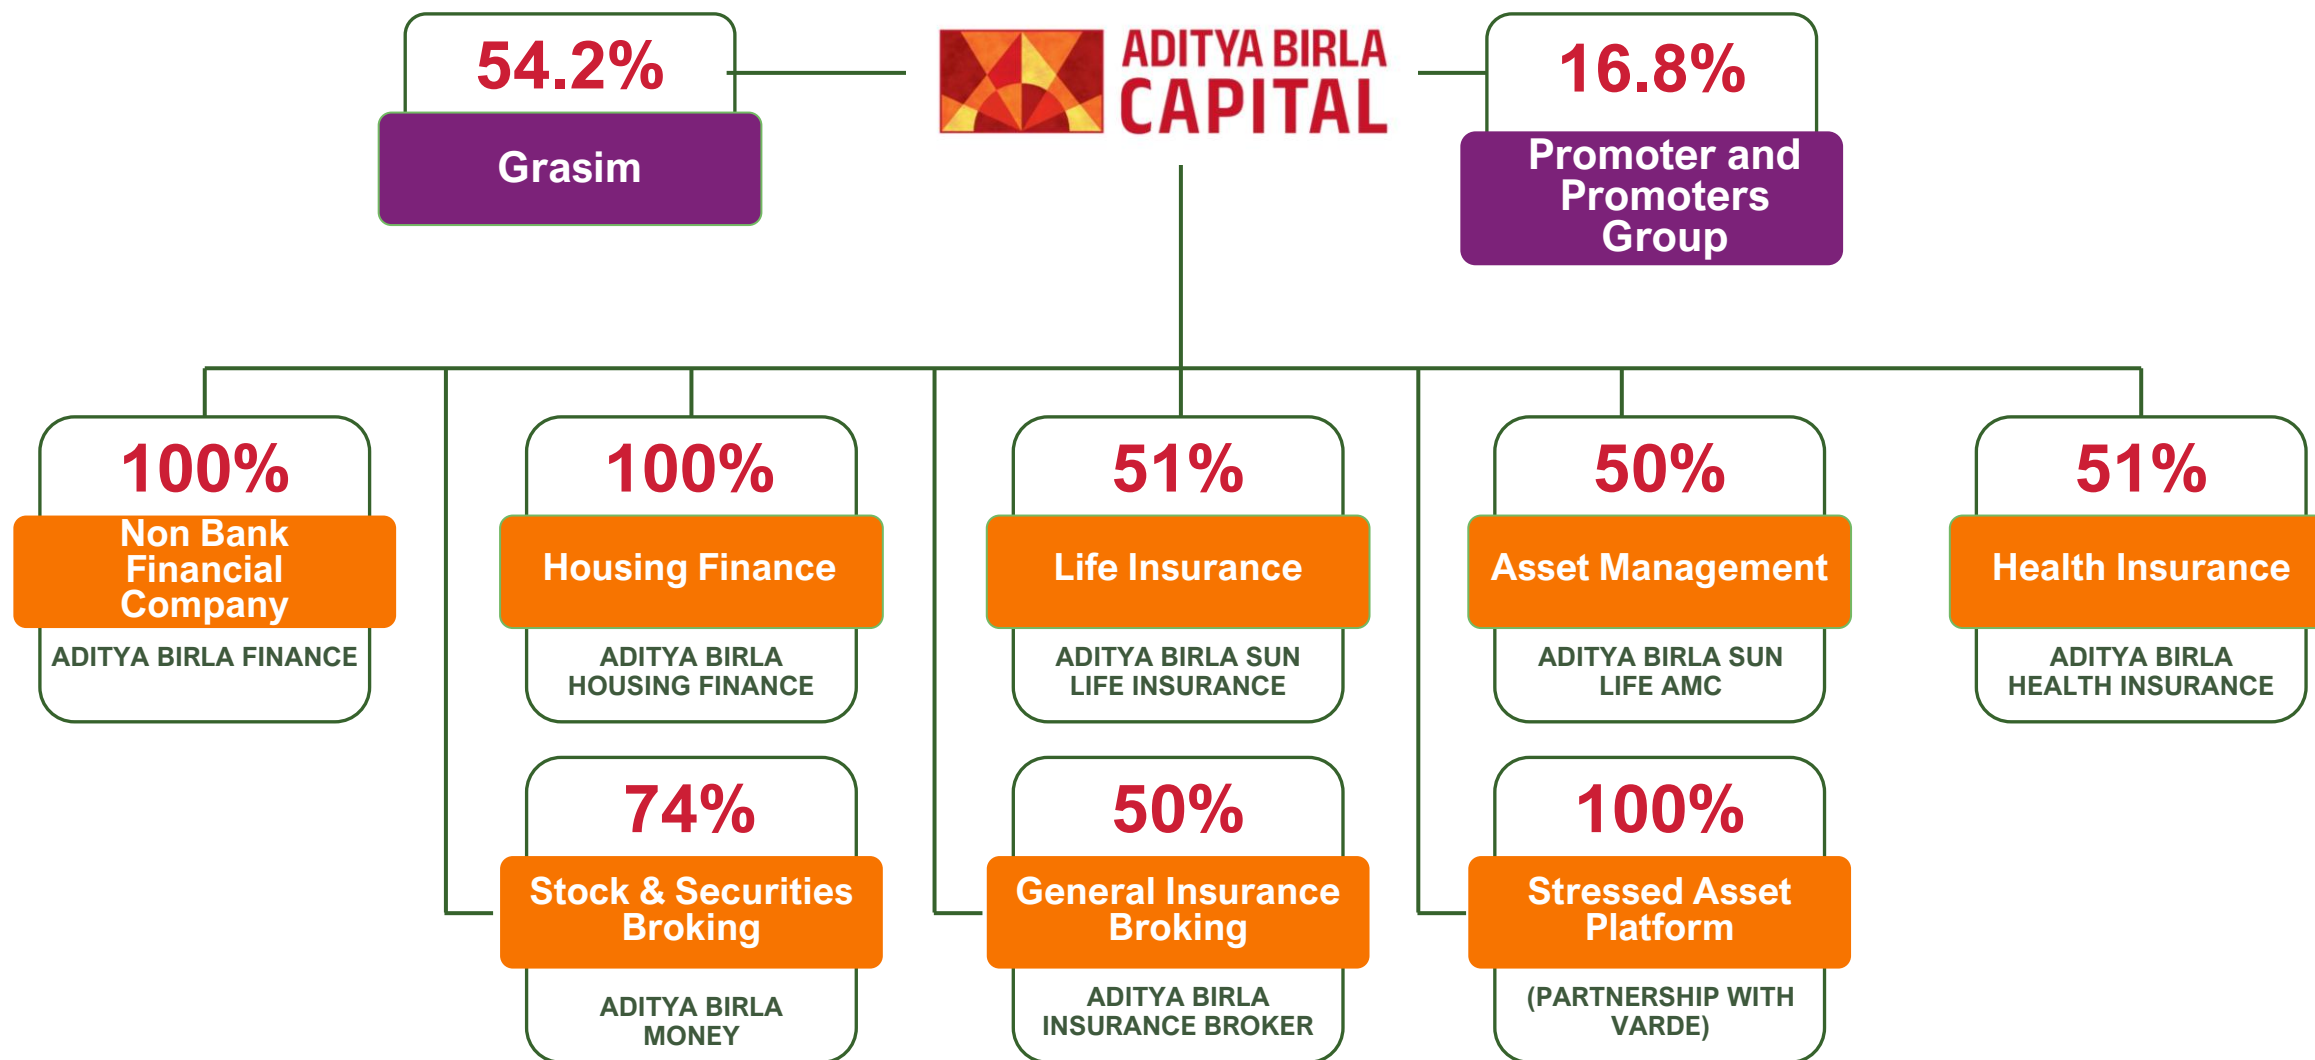 54.2%
Grasim
ADITYA BIRLA
CAPITAL
16.8%
Promoter and
Promoters
Group
100%
Non Bank
Financial
Company
ADITYA BIRLA FINANCE
100%
Housing Finance
ADITYA BIRLA
HOUSING FINANCE
51%
Life Insurance
ADITYA BIRLA SUN
LIFE INSURANCE
50%
Asset Management
ADITYA BIRLA SUN
LIFE AMC
51%
Health Insurance
ADITYA BIRLA
HEALTH INSURANCE
74%
Stock & Securities
Broking
ADITYA BIRLA
MONEY
50%
General Insurance
Broking
ADITYA BIRLA
INSURANCE BROKER
100%
Stressed Asset
Platform
(PARTNERSHIP WITH
VARDE)